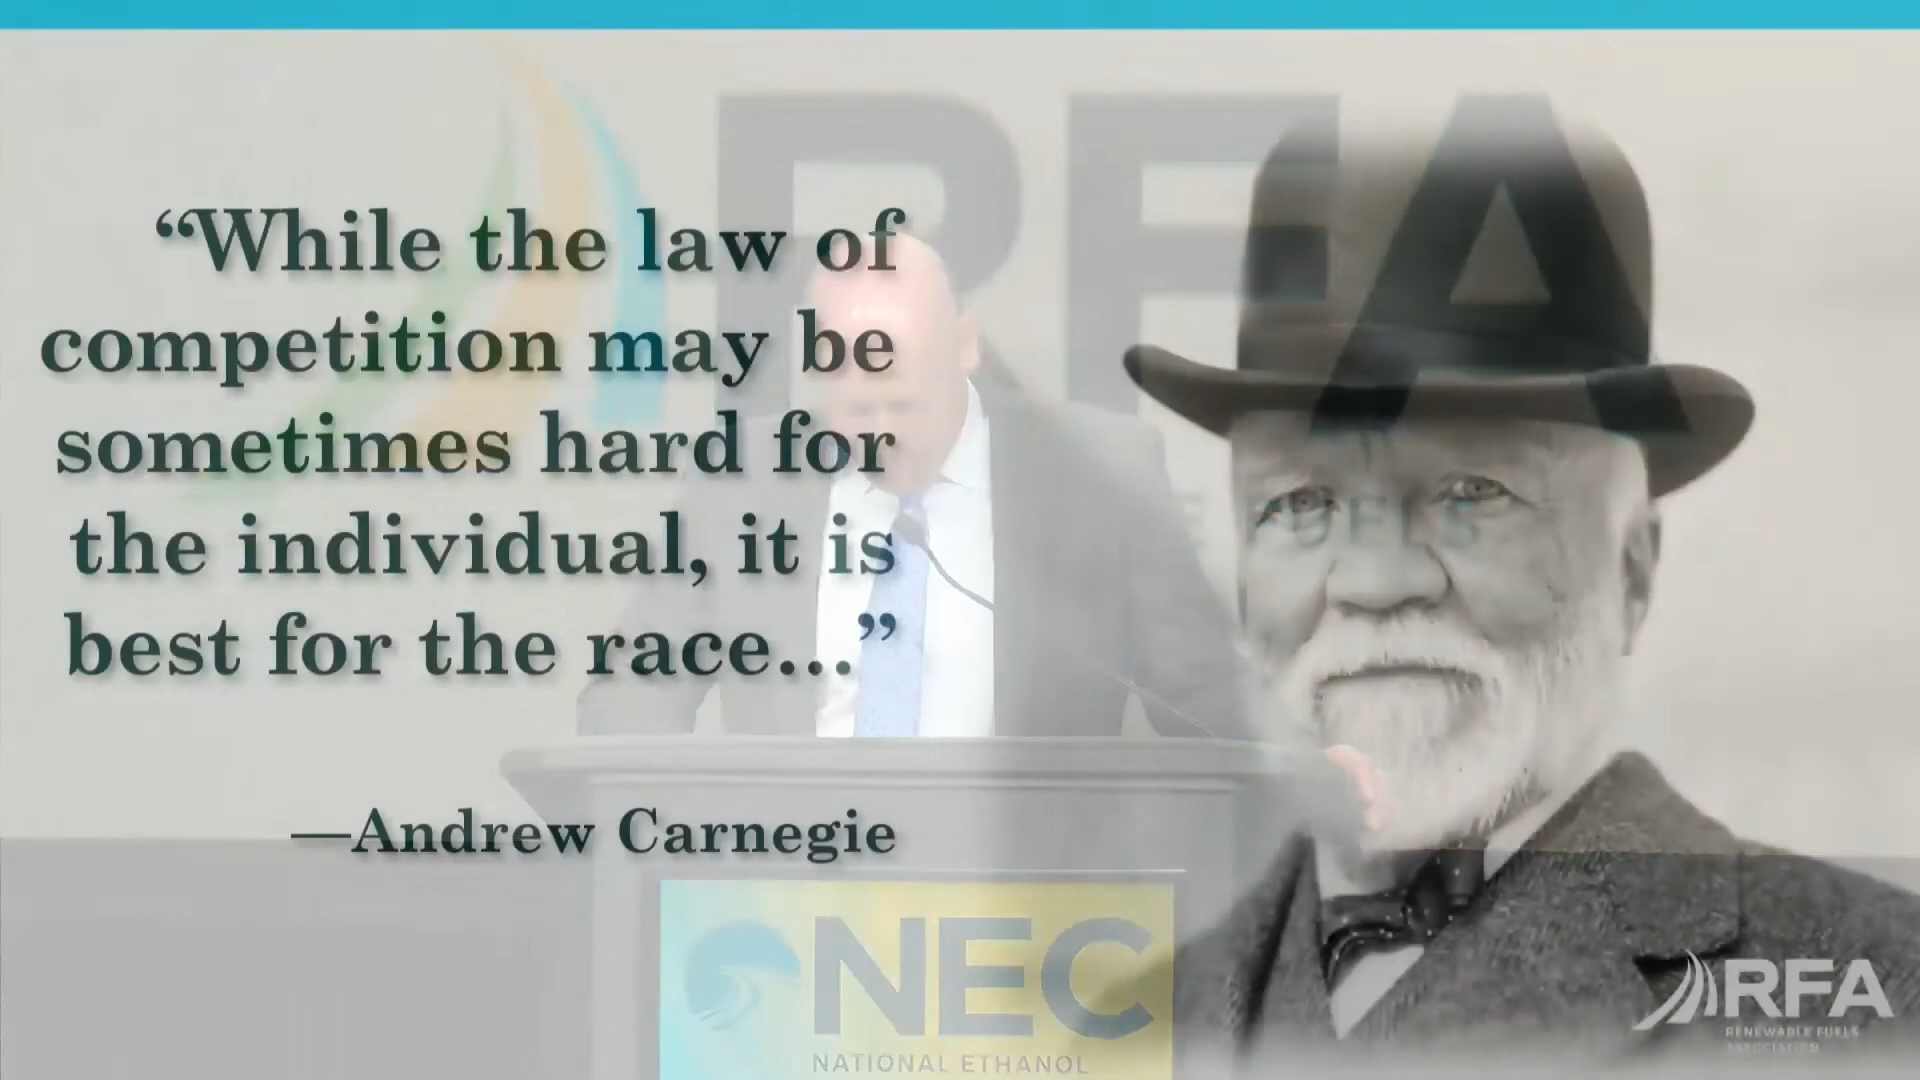 RFA
“While the law of
competition may be
sometimes hard for
the individual, it is
best for the race...”
—Andrew Carnegie
NEC
NATIONAL ETHANOL
RFA
RENEWABLE FUELS
ASSOCIATION